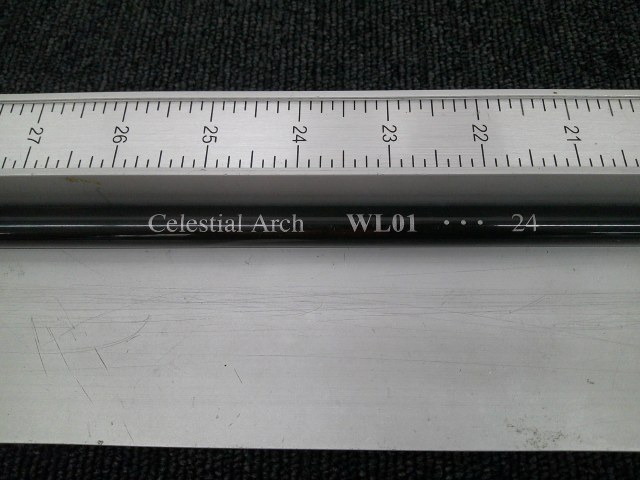 27 26 25 24 23 22 21
Celestial Arch WL01 • • • 24